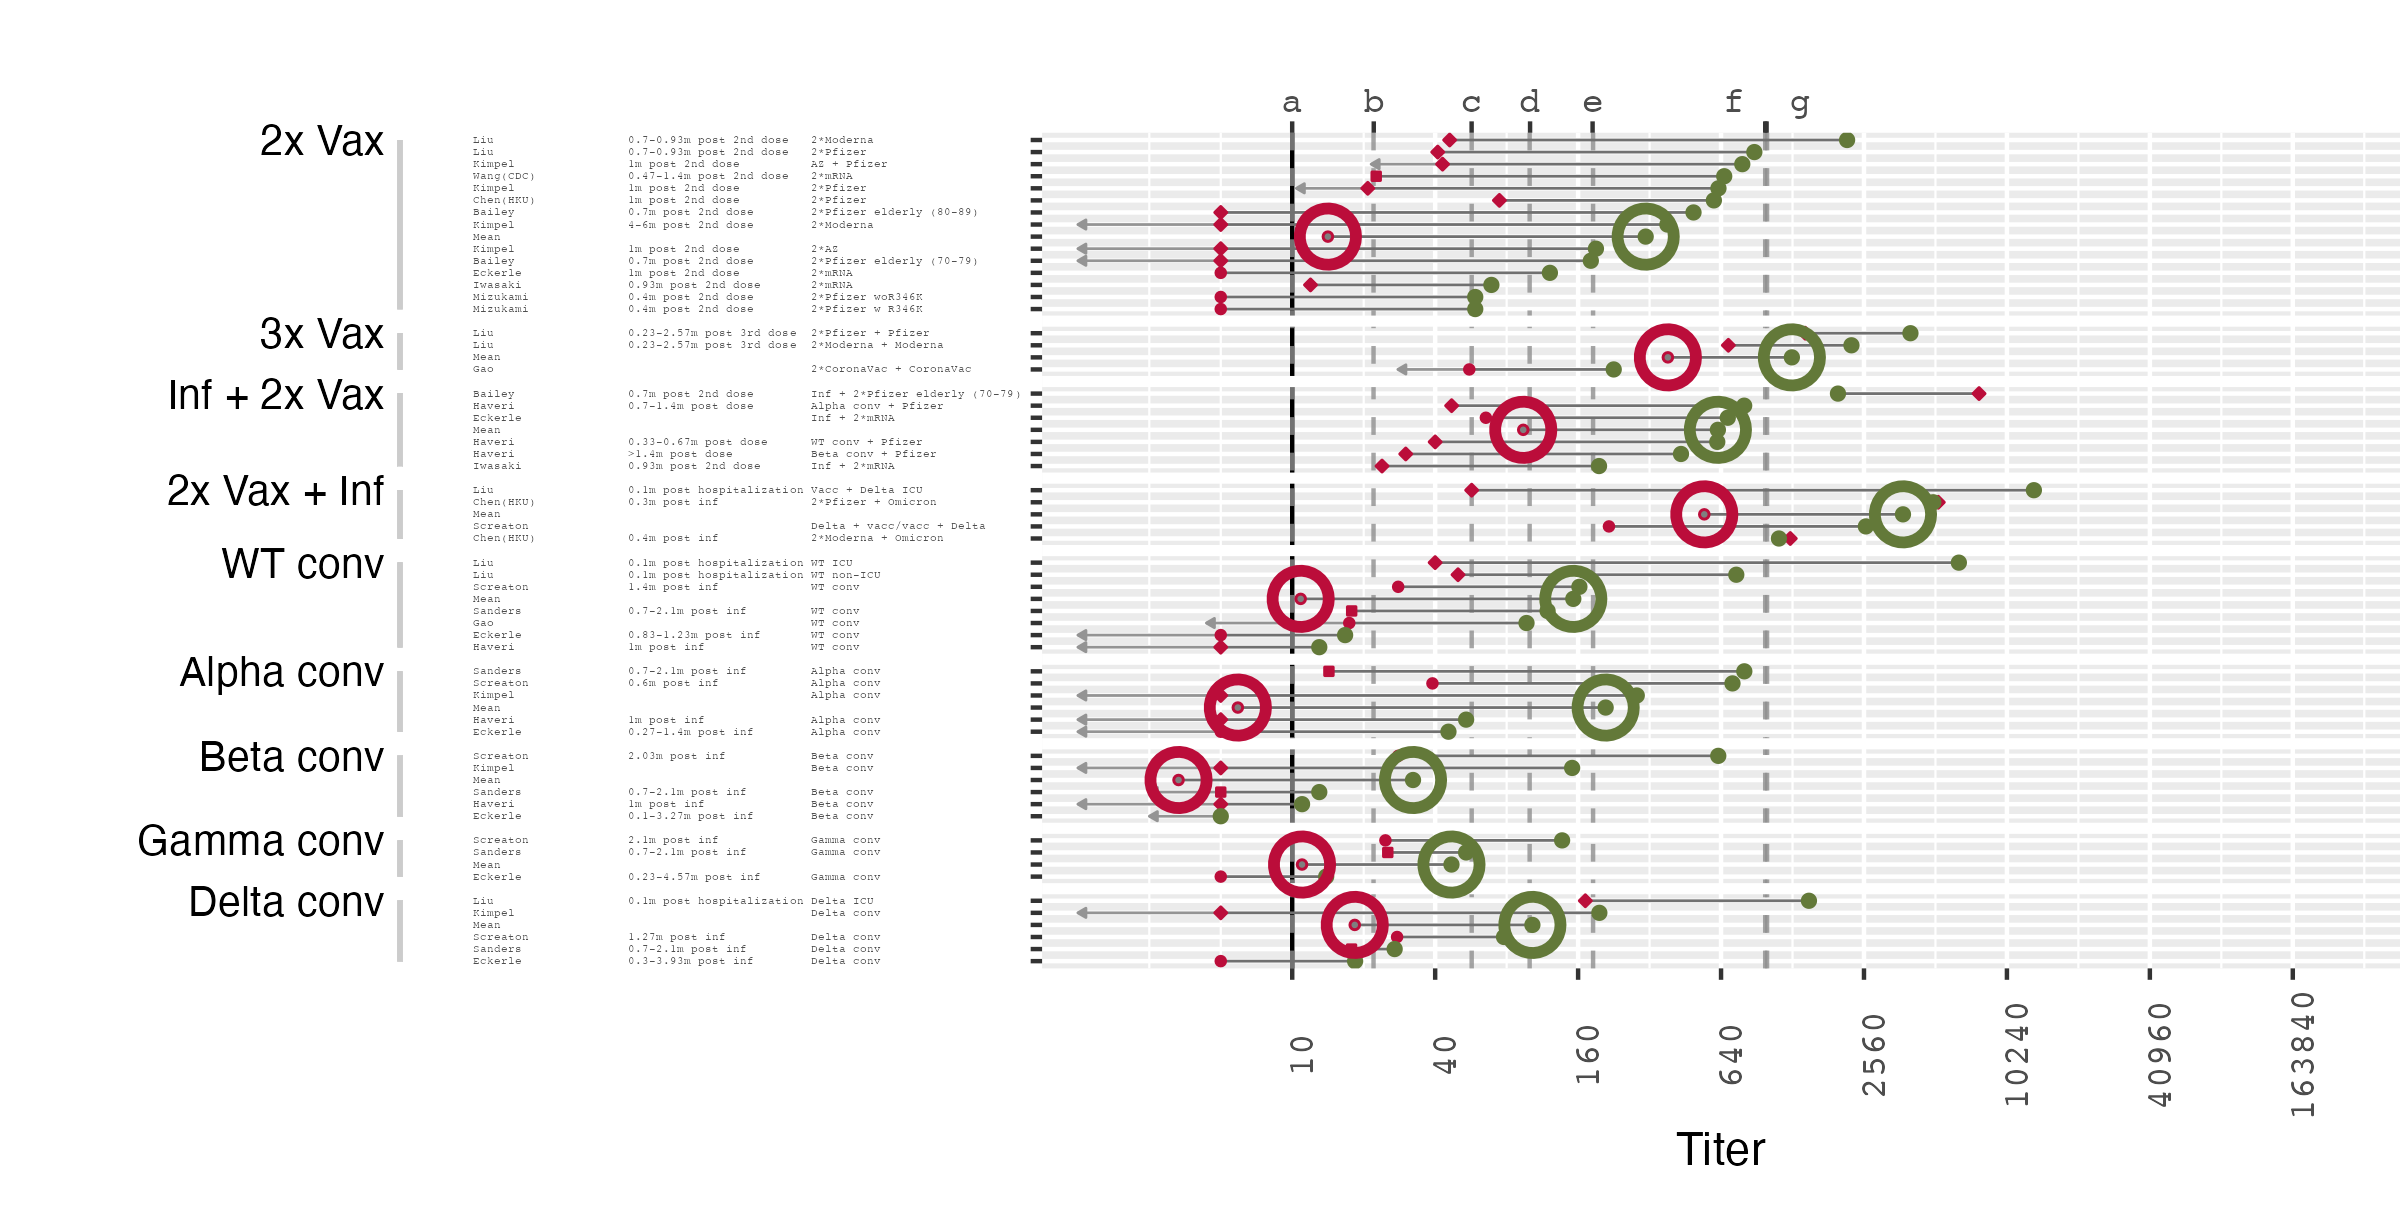 a b c d e f g
2x Vax
Liu 0.7-0.93m post 2nd dose 2*Moderna
Liu 0.7-0.93m post 2nd dose 2*Pfizer
Kimpel 1m post 2nd dose AZ + Pfizer
Wang(CDC) 0.47-1.4m post 2nd dose 2*mRNA
Kimpel 1m post 2nd dose 2*Pfizer
Chen(HKU) 1m post 2nd dose 2*Pfizer
Bailey 0.7m post 2nd dose 2*Pfizer elderly (80-89)
Kimpel 4-6m post 2nd dose 2*Moderna
Mean
Kimpel 1m post 2nd dose 2*AZ
Bailey 0.7m post 2nd dose 2*Pfizer elderly (70-79)
Eckerle 1m post 2nd dose 2*mRNA
Iwasaki 0.93m post 2nd dose 2*mRNA
Mizukami 0.4m post 2nd dose 2*Pfizer woR346K
Mizukami 0.4m post 2nd dose 2*Pfizer w R346K
3x Vax
Liu 0.23-2.57m post 3rd dose 2*Pfizer + Pfizer
Liu 0.23-2.57m post 3rd dose 2*Moderna + Moderna
Mean
Gao 2*CoronaVac + CoronaVac
Inf + 2x Vax
Bailey 0.7m post 2nd dose Inf + 2*Pfizer elderly (70-79)
Haveri 0.7-1.4m post dose Alpha conv + Pfizer
Eckerle Inf + 2*mRNA
Mean
Haveri 0.33-0.67m post dose WT conv + Pfizer
Haveri >1.4m post dose Beta conv + Pfizer
Iwasaki 0.93m post 2nd dose Inf + 2*mRNA
2x Vax + Inf
Liu 0.1m post hospitalization Vacc + Delta ICU
Chen(HKU) 0.3m post inf 2*Pfizer + Omicron
Mean
Screaton Delta + vacc/vacc + Delta
Chen(HKU) 0.4m post inf 2*Moderna + Omicron
WT conv
Liu 0.1m post hospitalization WT ICU
Liu 0.1m post hospitalization WT non-ICU
Screaton 1.4m post inf WT conv
Mean
Sanders 0.7-2.1m post inf WT conv
Gao WT conv
Eckerle 0.83-1.23m post inf WT conv
Haveri 1m post inf WT conv
Alpha conv
Sanders 0.7-2.1m post inf Alpha conv
Screaton 0.6m post inf Alpha conv
Kimpel Alpha conv
Mean
Haveri 1m post inf Alpha conv
Eckerle 0.27-1.4m post inf Alpha conv
Beta conv
Screaton 2.03m post inf Beta conv
Kimpel Beta conv
Mean
Sanders 0.7-2.1m post inf Beta conv
Haveri 1m post inf Beta conv
Eckerle 0.1-3.27m post inf Beta conv
Gamma conv
Screaton 2.1m post inf Gamma conv
Sanders 0.7-2.1m post inf Gamma conv
Mean
Eckerle 0.23-4.57m post inf Gamma conv
Delta conv
Liu 0.1m post hospitalization Delta ICU
Kimpel Delta conv
Mean
Screaton 1.27m post inf Delta conv
Sanders 0.7-2.1m post inf Delta conv
Eckerle 0.3-3.93m post inf Delta conv
10 40 160 640 2560 10240 40960 163840
Titer